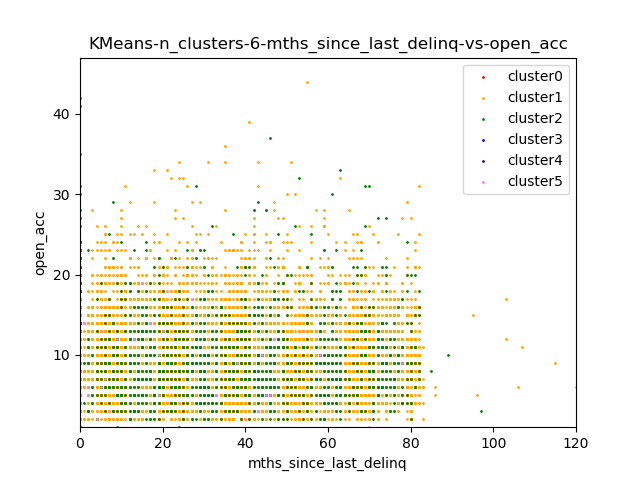 KMeans-n_clusters-6-mths_since_last_delinq-vs-open_acc
cluster0
cluster1
cluster2
cluster3
cluster4
cluster5
open_acc
40
30
20
10
0 20 40 60 80 100 120
mths_since_last_delinq